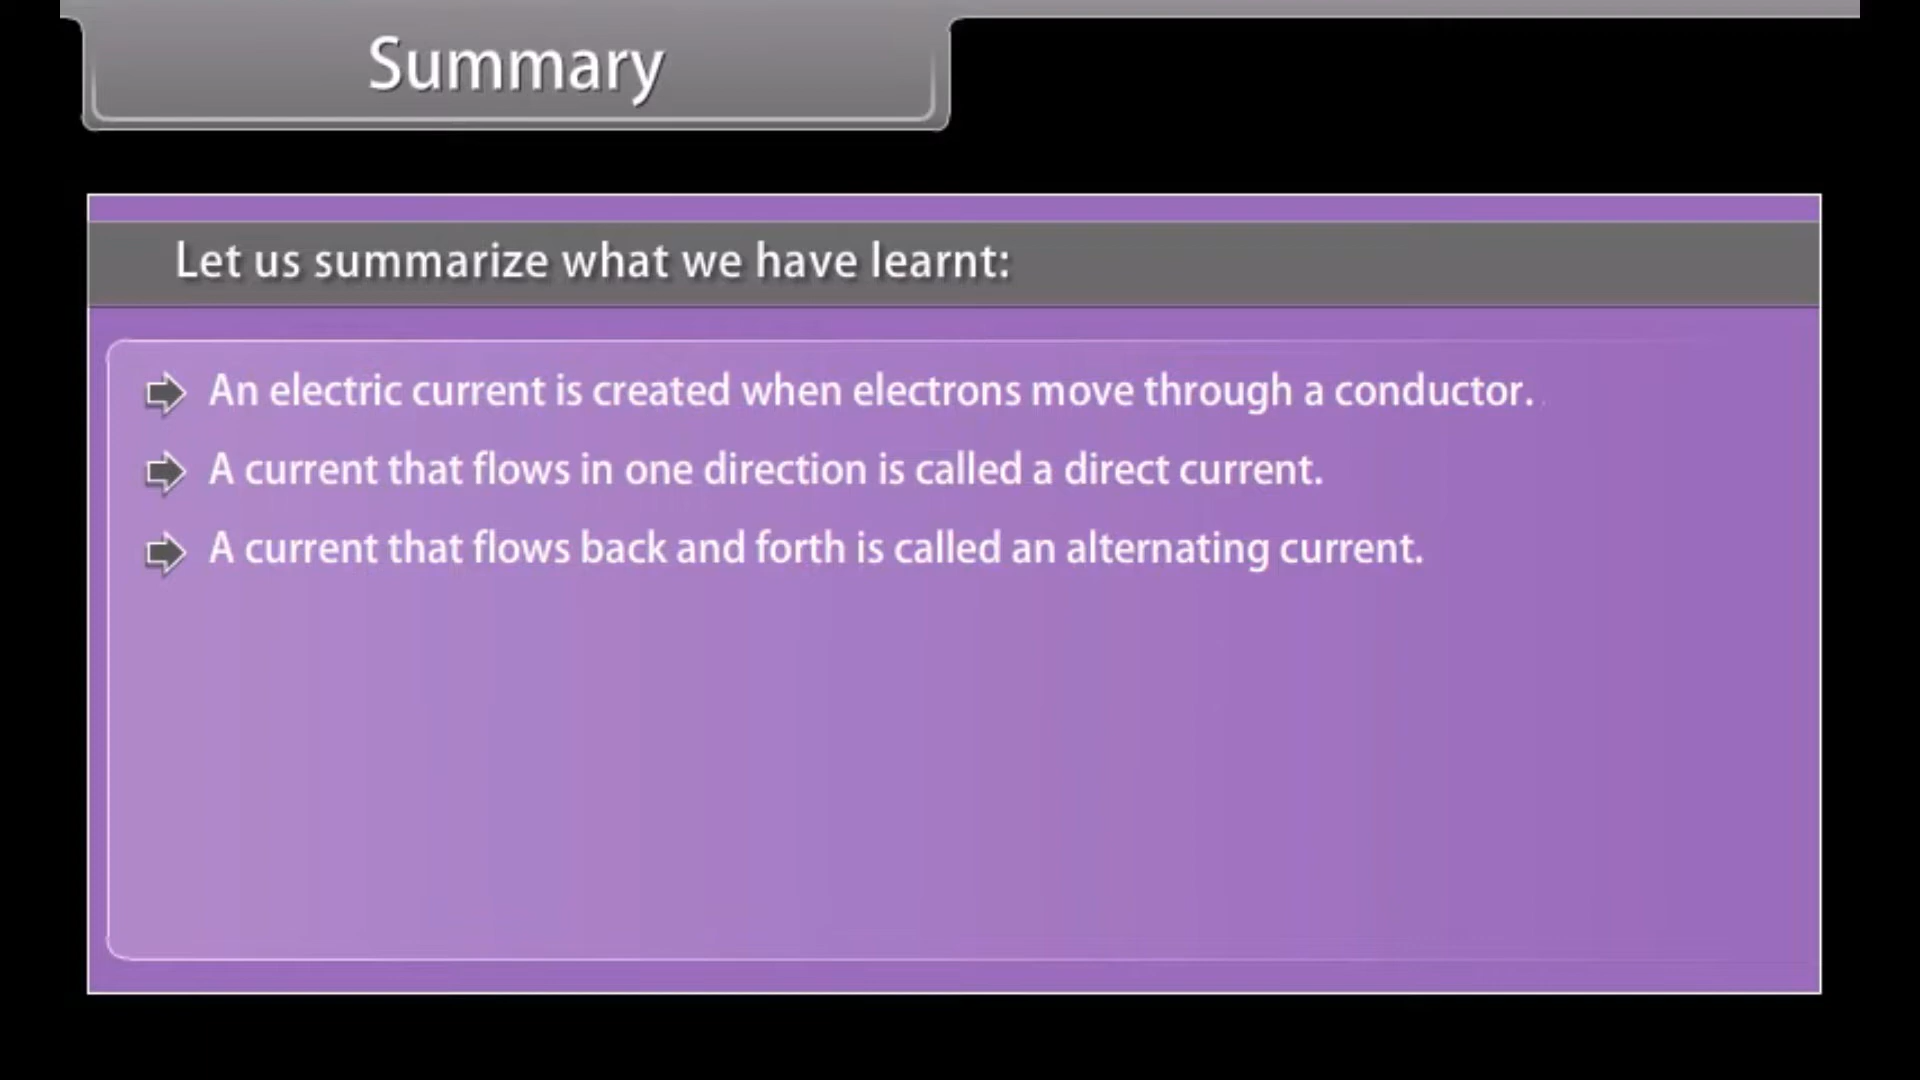 Summary
Let us summarize what we have learnt:
An electric current is created when electrons move through a conductor.
A current that flows in one direction is called a direct current.
A current that flows back and forth is called an alternating current.